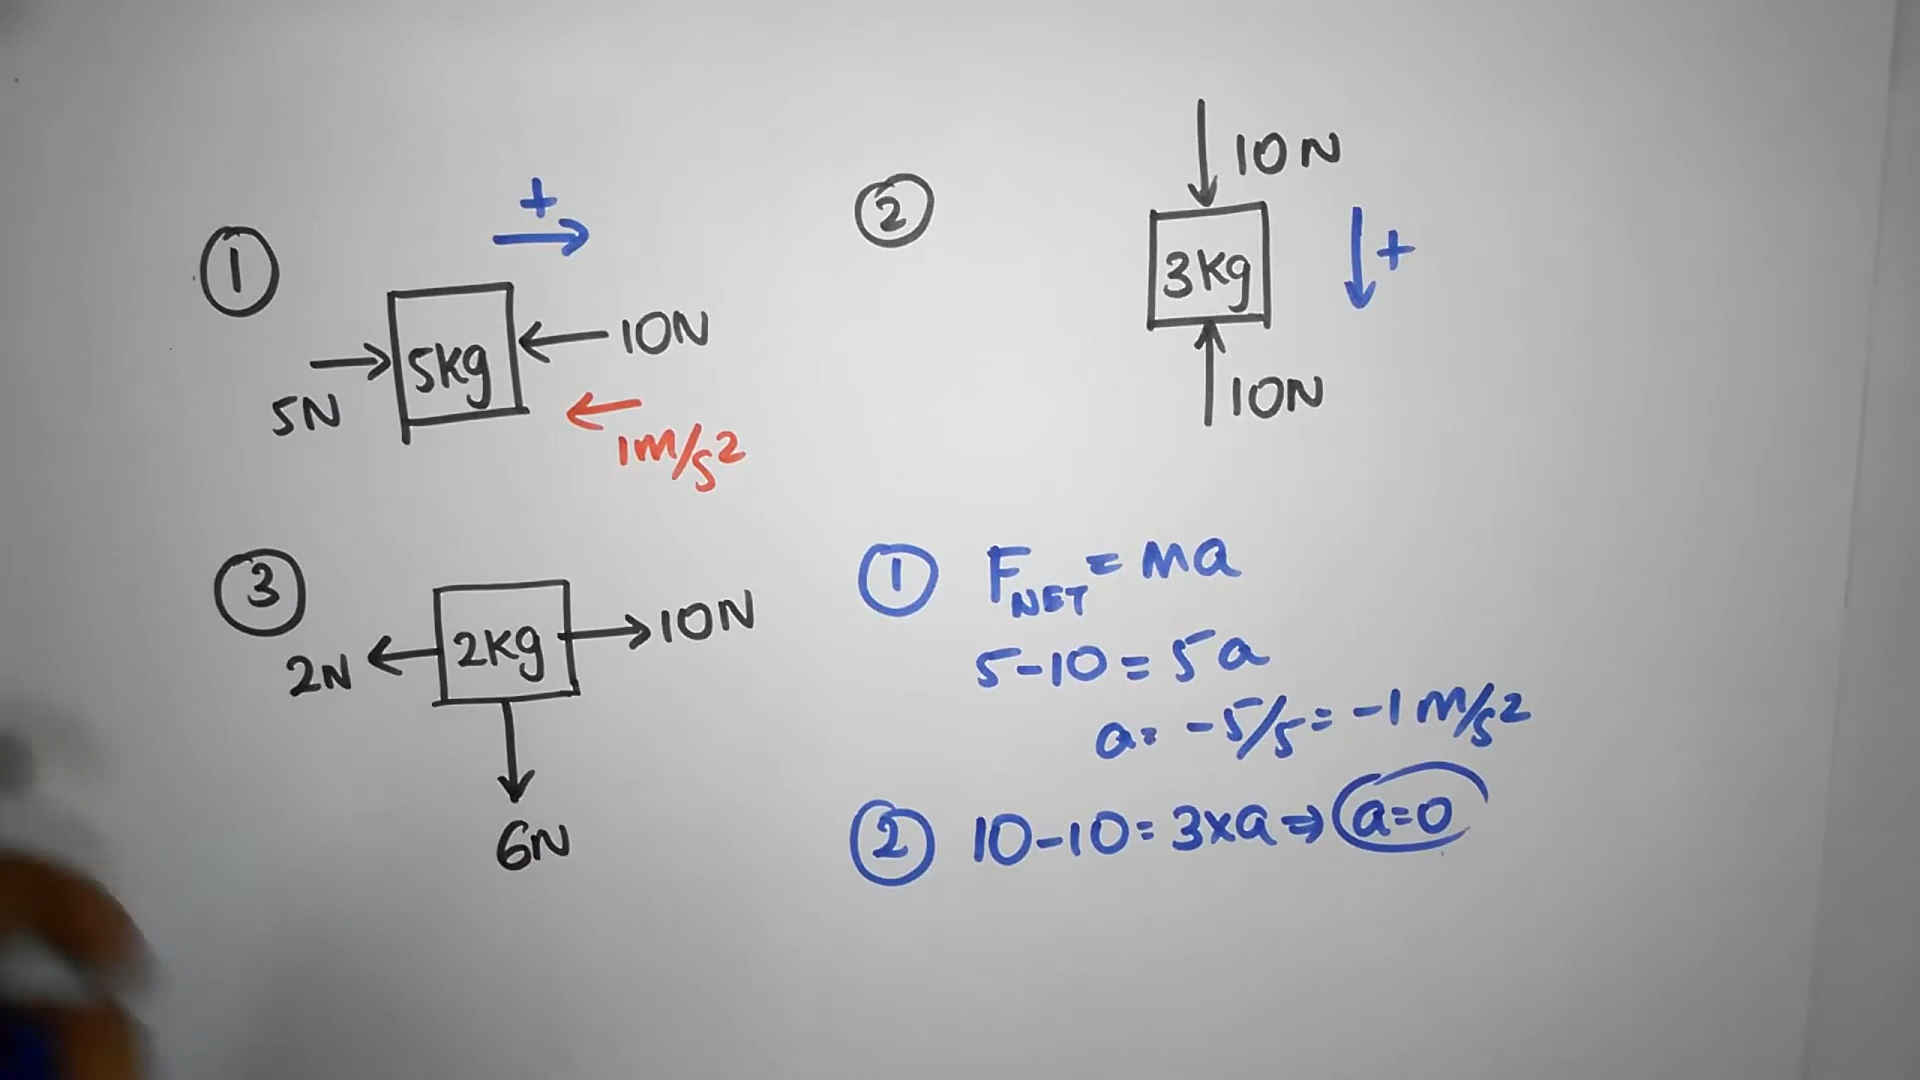 ①
+
5kg
5N
10N
1m/s²
②
10N
3kg
+
10N
③
2kg
2N
10N
6N
① F_NET = ma
5-10 = 5a
a = -5/5 = -1 m/s²
② 10-10 = 3×a ⇒ a=0